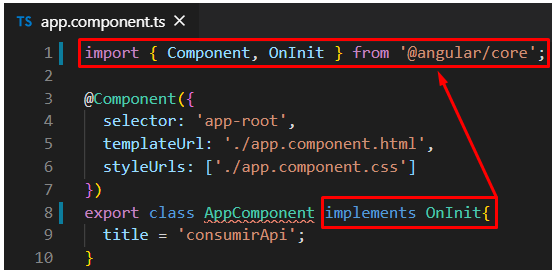 TS app.component.ts ×
1 import { Component, OnInit } from '@angular/core';
2
3 @Component({
4 selector: 'app-root',
5 templateUrl: './app.component.html',
6 styleUrls: ['./app.component.css']
7 })
8 export class AppComponent implements OnInit{
9 title = 'consumirApi';
10 }